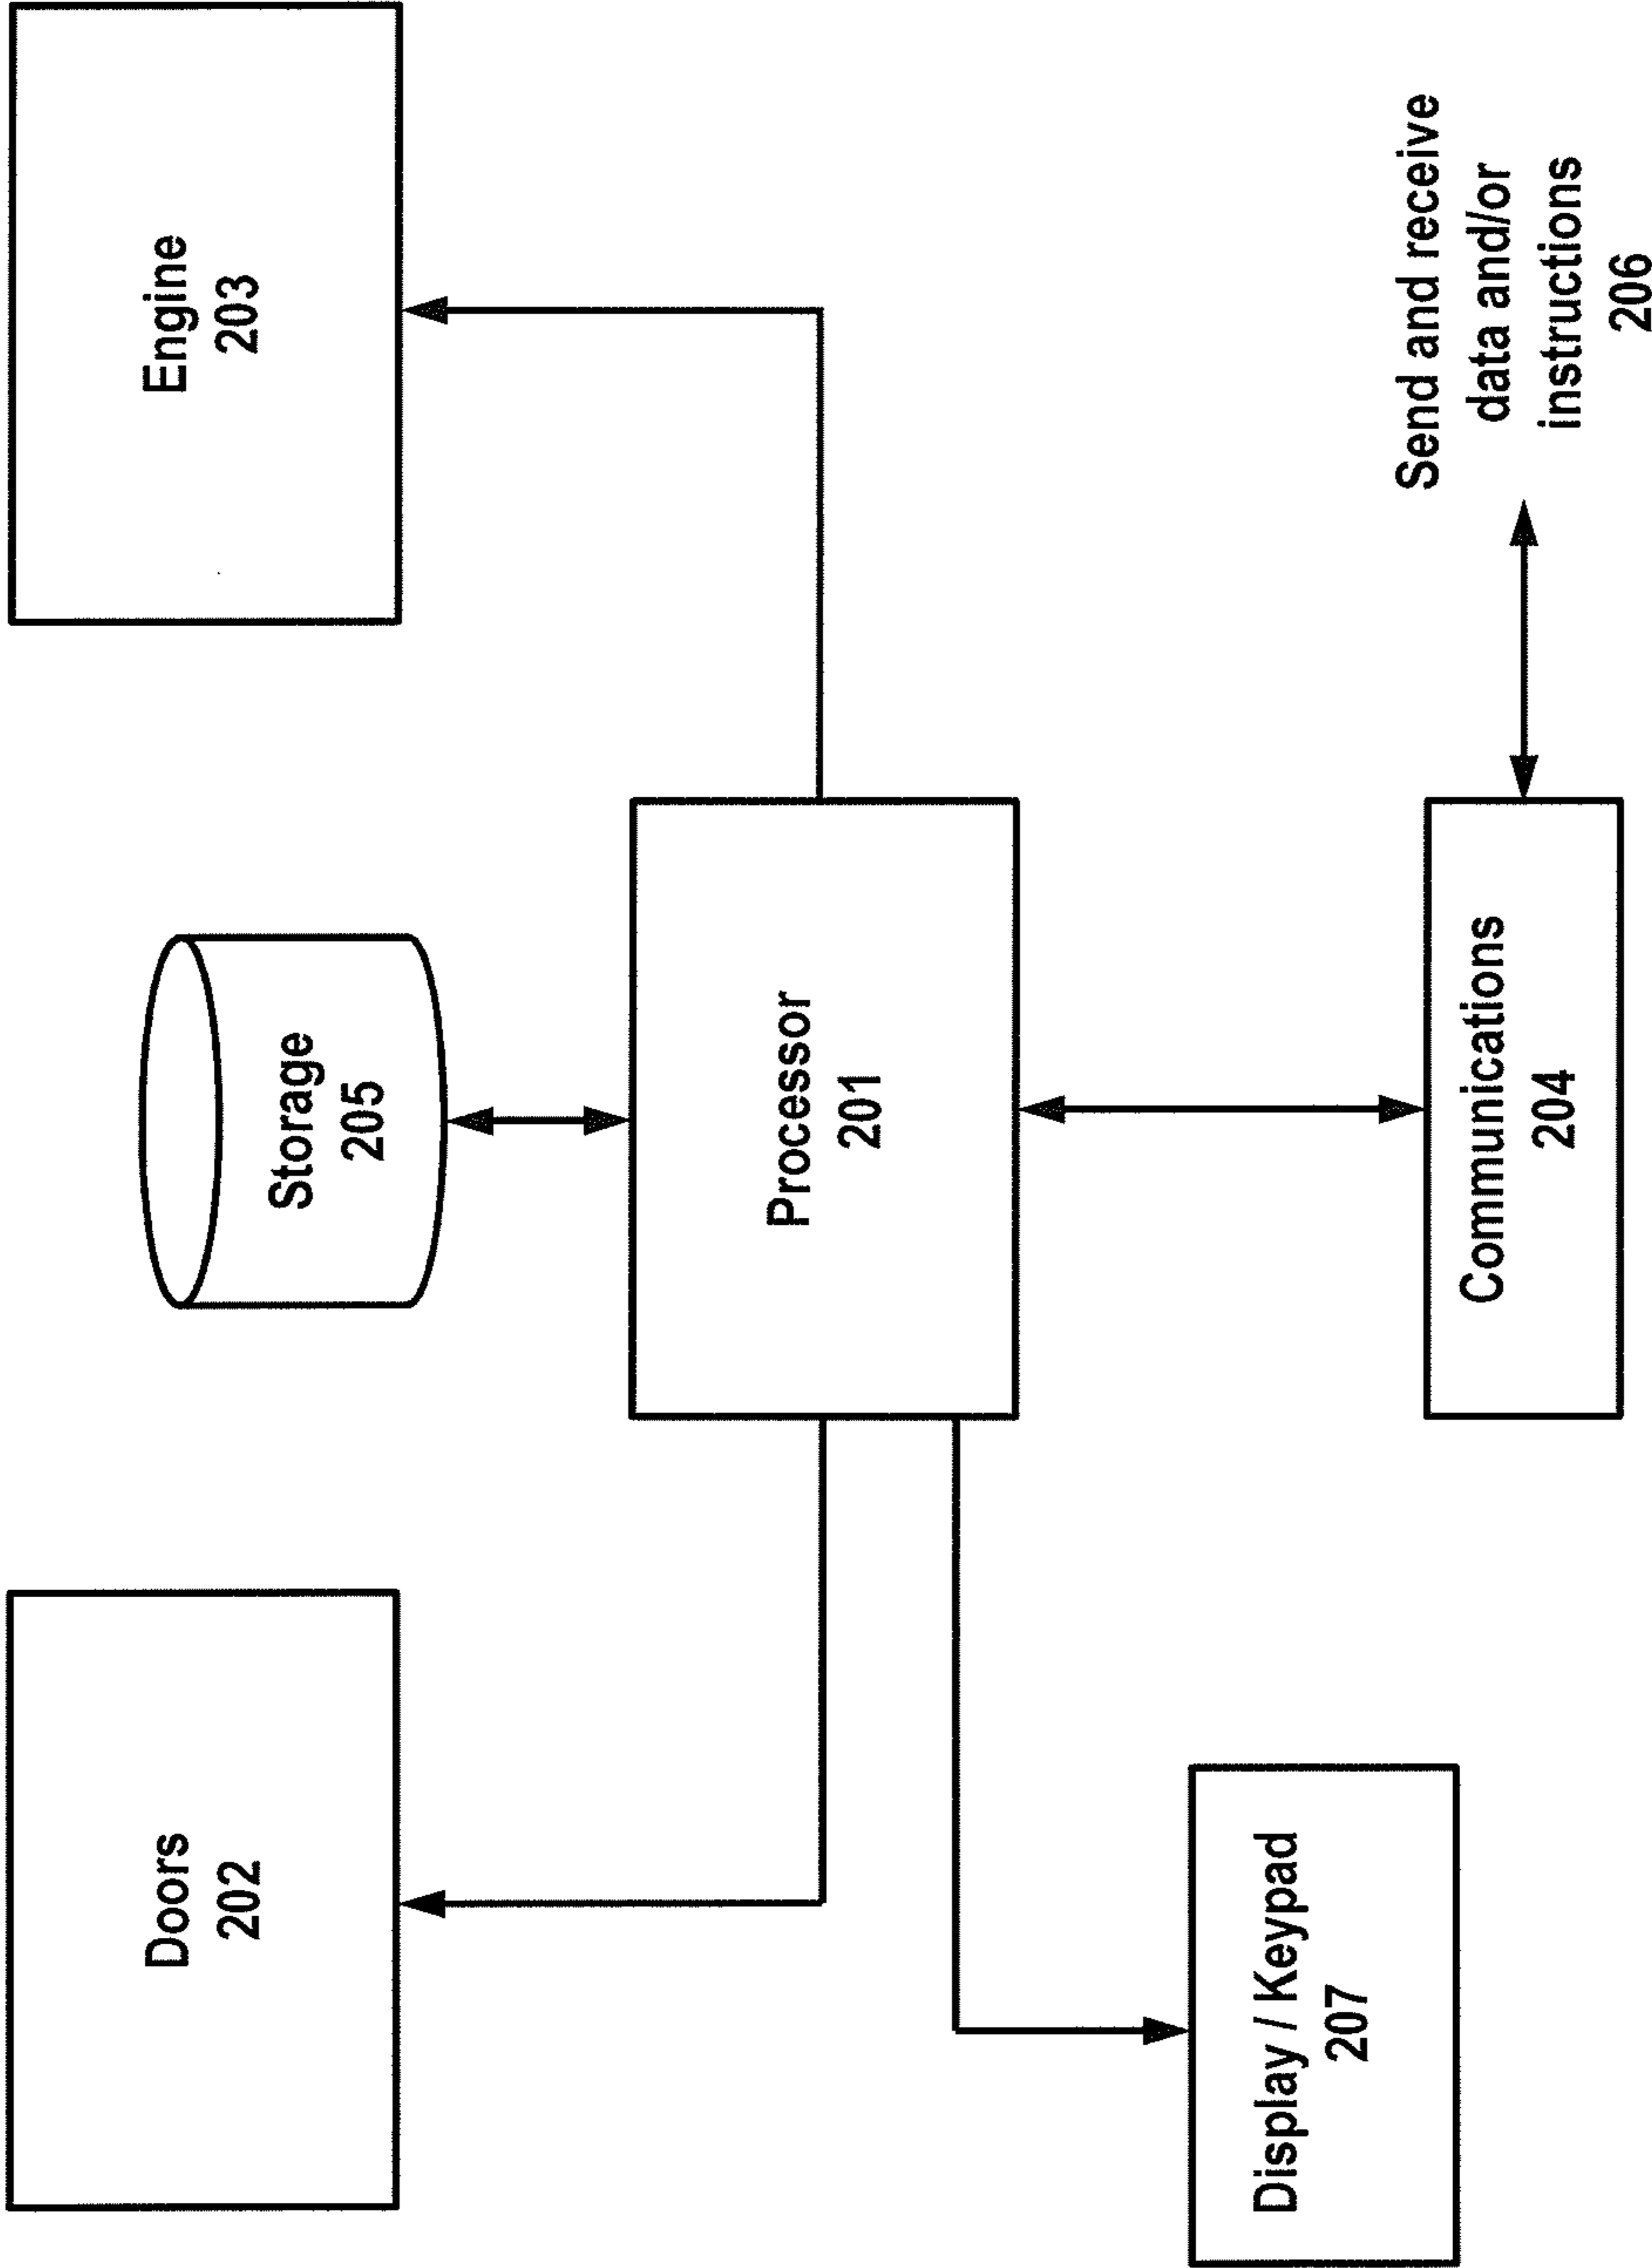 Doors
202
Storage
205
Engine
203
Processor
201
Display / Keypad
207
Communications
204
Send and receive
data and/or
instructions
206